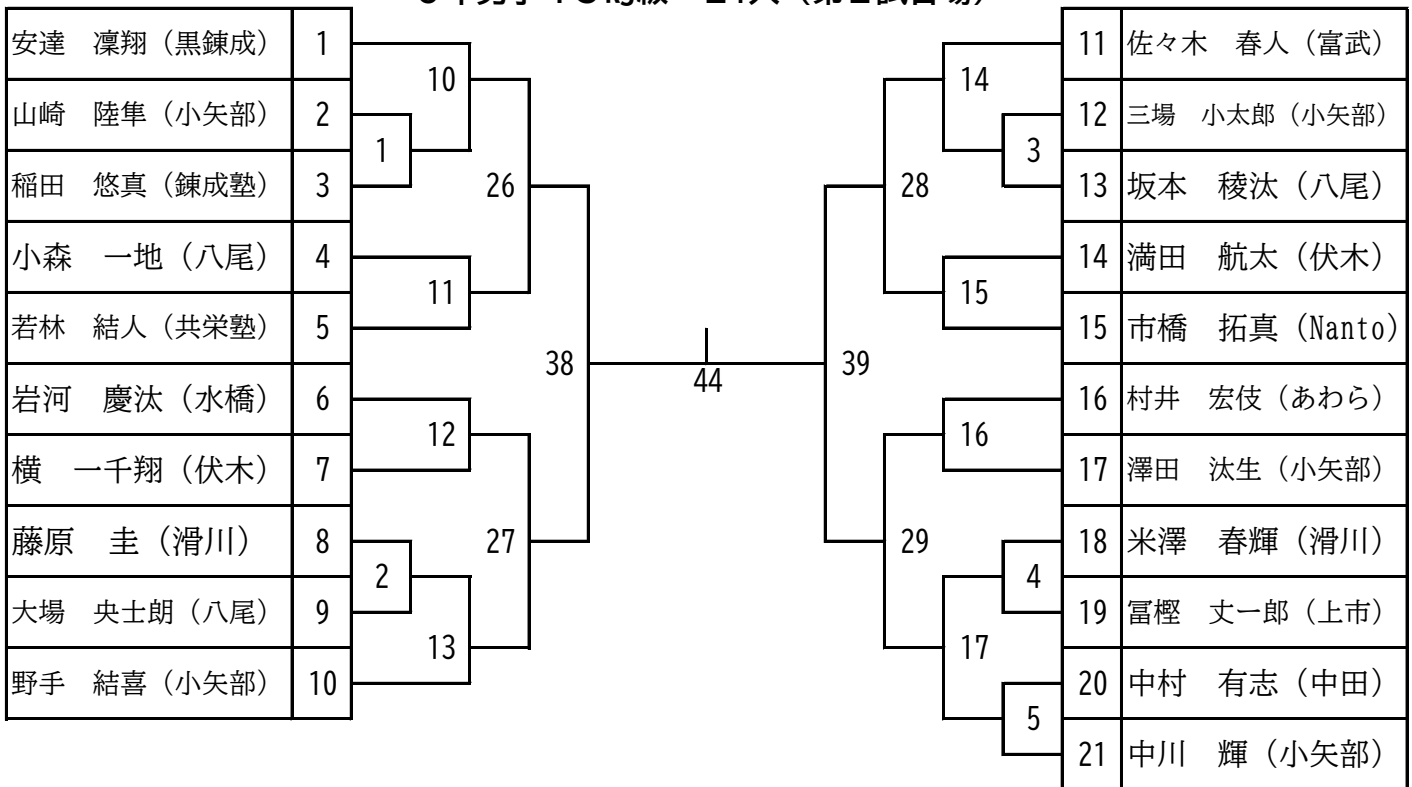 安達　凜翔（黒錬成） 1
山崎　陸隼（小矢部） 2
稲田　悠真（錬成塾） 3
小森　一地（八尾） 4
若林　結人（共栄塾） 5
岩河　慶汰（水橋） 6
横　一千翔（伏木） 7
藤原　圭（滑川） 8
大場　央士朗（八尾） 9
野手　結喜（小矢部） 10
10
1
26
11
38
12
27
2
13
44
11 佐々木　春人（富武）
12 三場　小太郎（小矢部）
13 坂本　稜汰（八尾）
14 満田　航太（伏木）
15 市橋　拓真（Nanto）
16 村井　宏伎（あわら）
17 澤田　汰生（小矢部）
18 米澤　春輝（滑川）
19 冨樫　丈一郎（上市）
20 中村　有志（中田）
21 中川　輝（小矢部）
14
3
28
15
39
16
29
4
17
5